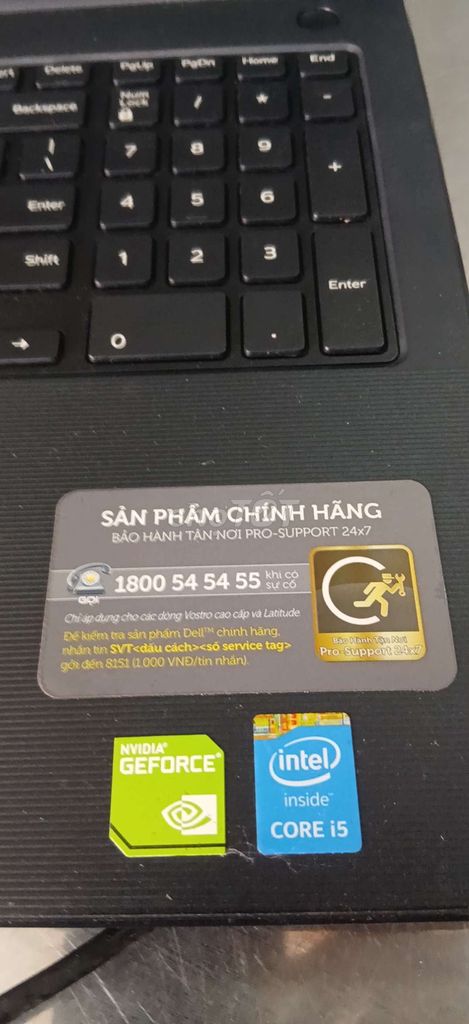 Delete PgUp PgDn Home End
Backspace Num Lock / * -
| \ 7 8 9 +
Enter 4 5 6
Shift 1 2 3 Enter
→ 0 .
SẢN PHẨM CHÍNH HÃNG
BẢO HÀNH TẬN NƠI PRO-SUPPORT 24x7
GỌI 1800 54 54 55 khi có sự cố
Chỉ áp dụng cho các dòng Vostro cao cấp và Latitude
Để kiểm tra sản phẩm Dell™ chính hãng,
nhắn tin SVT<dấu cách><số service tag>
gởi đến 8151 (1.000 VNĐ/tin nhắn).
Bảo Hành Tận Nơi
Pro-Support 24x7
NVIDIA®
GEFORCE®
intel
inside™
CORE i5